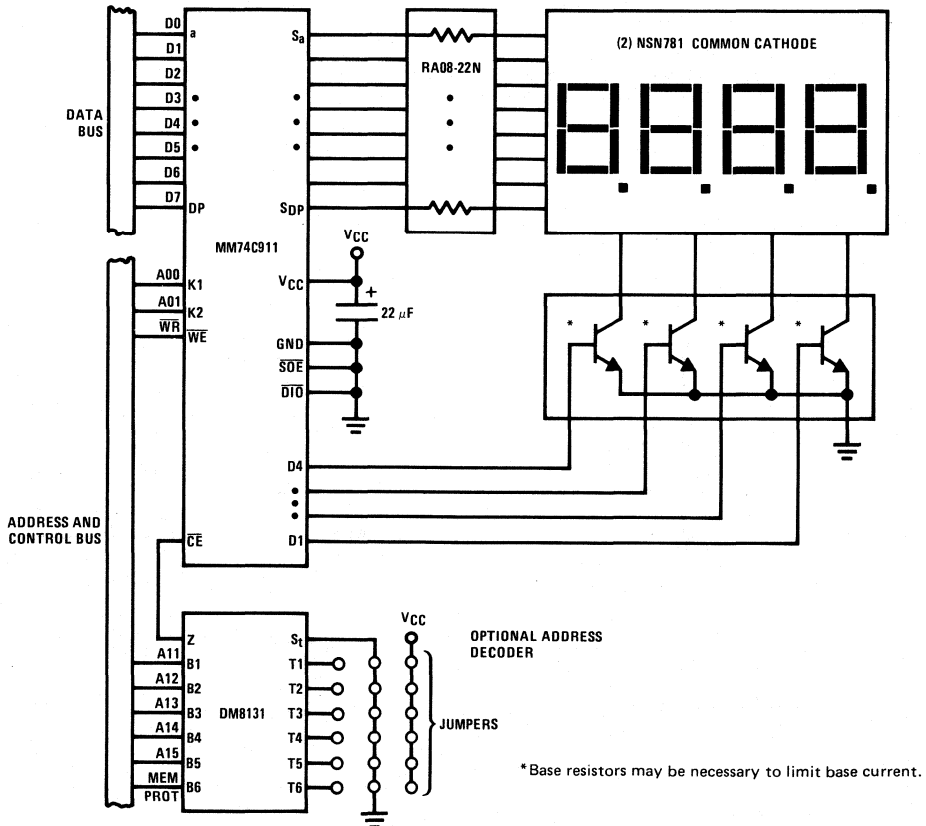 D0
a
Sa
D1
D2
D3
D4
D5
D6
D7
DP
SDP
DATA
BUS
RA08-22N
(2) NSN781 COMMON CATHODE
MM74C911
VCC
VCC
+
22 μF
A00
K1
A01
K2
WR
WE
GND
SOE
DIO
*
*
*
*
D4
D1
ADDRESS AND
CONTROL BUS
CE
Z
St
VCC
OPTIONAL ADDRESS
DECODER
A11
B1
T1
A12
B2
T2
A13
B3
DM8131
T3
JUMPERS
A14
B4
T4
A15
B5
T5
MEM
PROT
B6
T6
*Base resistors may be necessary to limit base current.